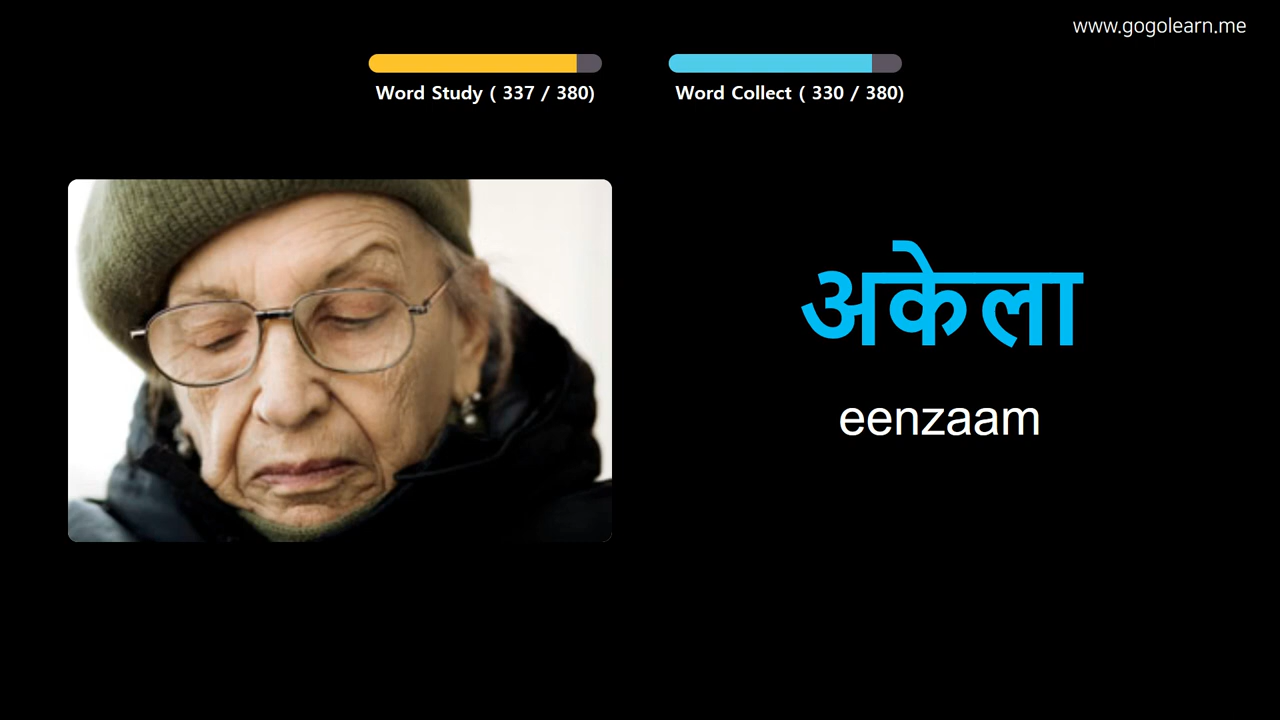 www.gogolearn.me
Word Study ( 337 / 380)
Word Collect ( 330 / 380)
अकेला
eenzaam